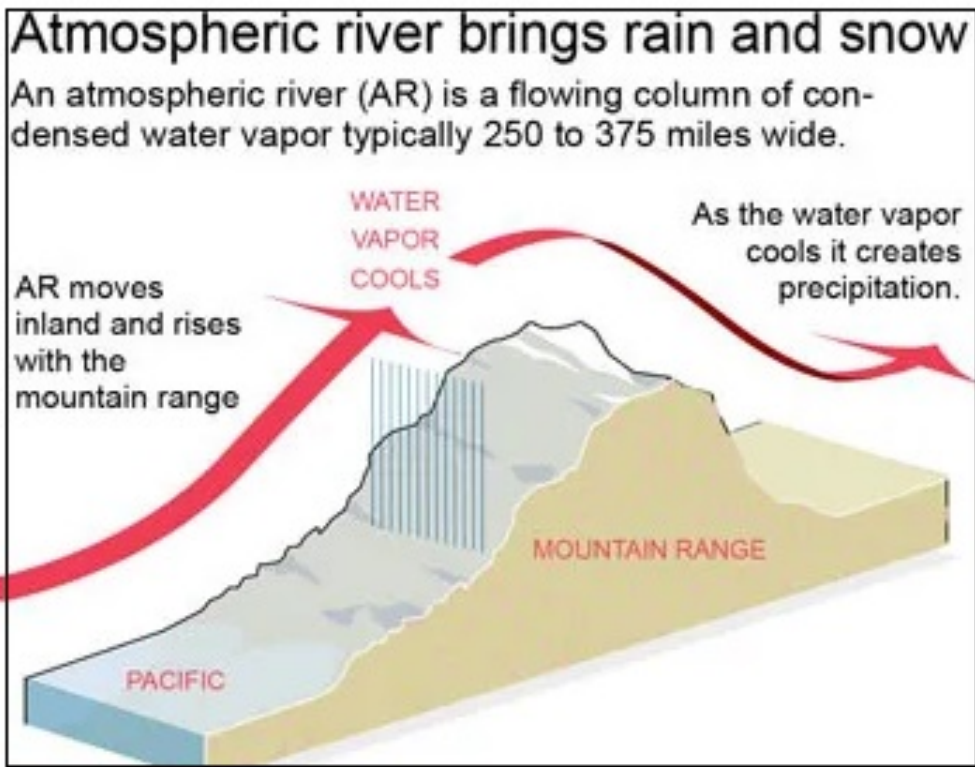 Atmospheric river brings rain and snow
An atmospheric river (AR) is a flowing column of con-
densed water vapor typically 250 to 375 miles wide.
WATER
VAPOR
COOLS
As the water vapor
cools it creates
precipitation.
AR moves
inland and rises
with the
mountain range
MOUNTAIN RANGE
PACIFIC